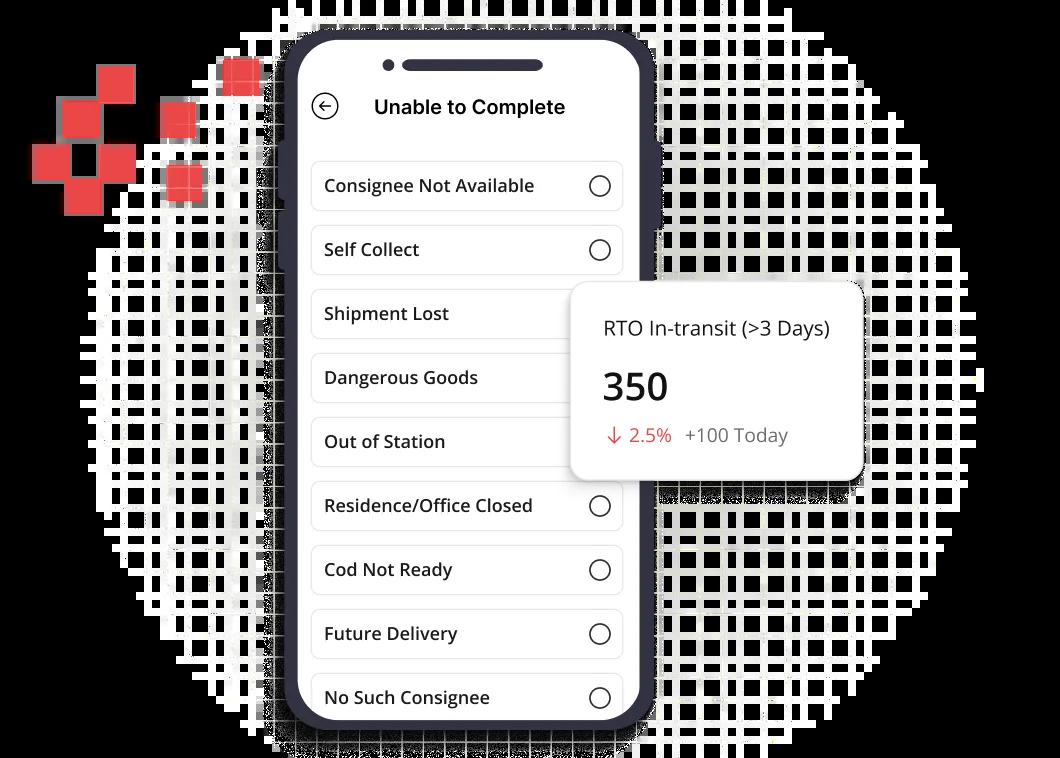 Unable to Complete
Consignee Not Available
Self Collect
Shipment Lost
Dangerous Goods
Out of Station
Residence/Office Closed
Cod Not Ready
Future Delivery
No Such Consignee
RTO In-transit (>3 Days)
350
↓ 2.5% +100 Today